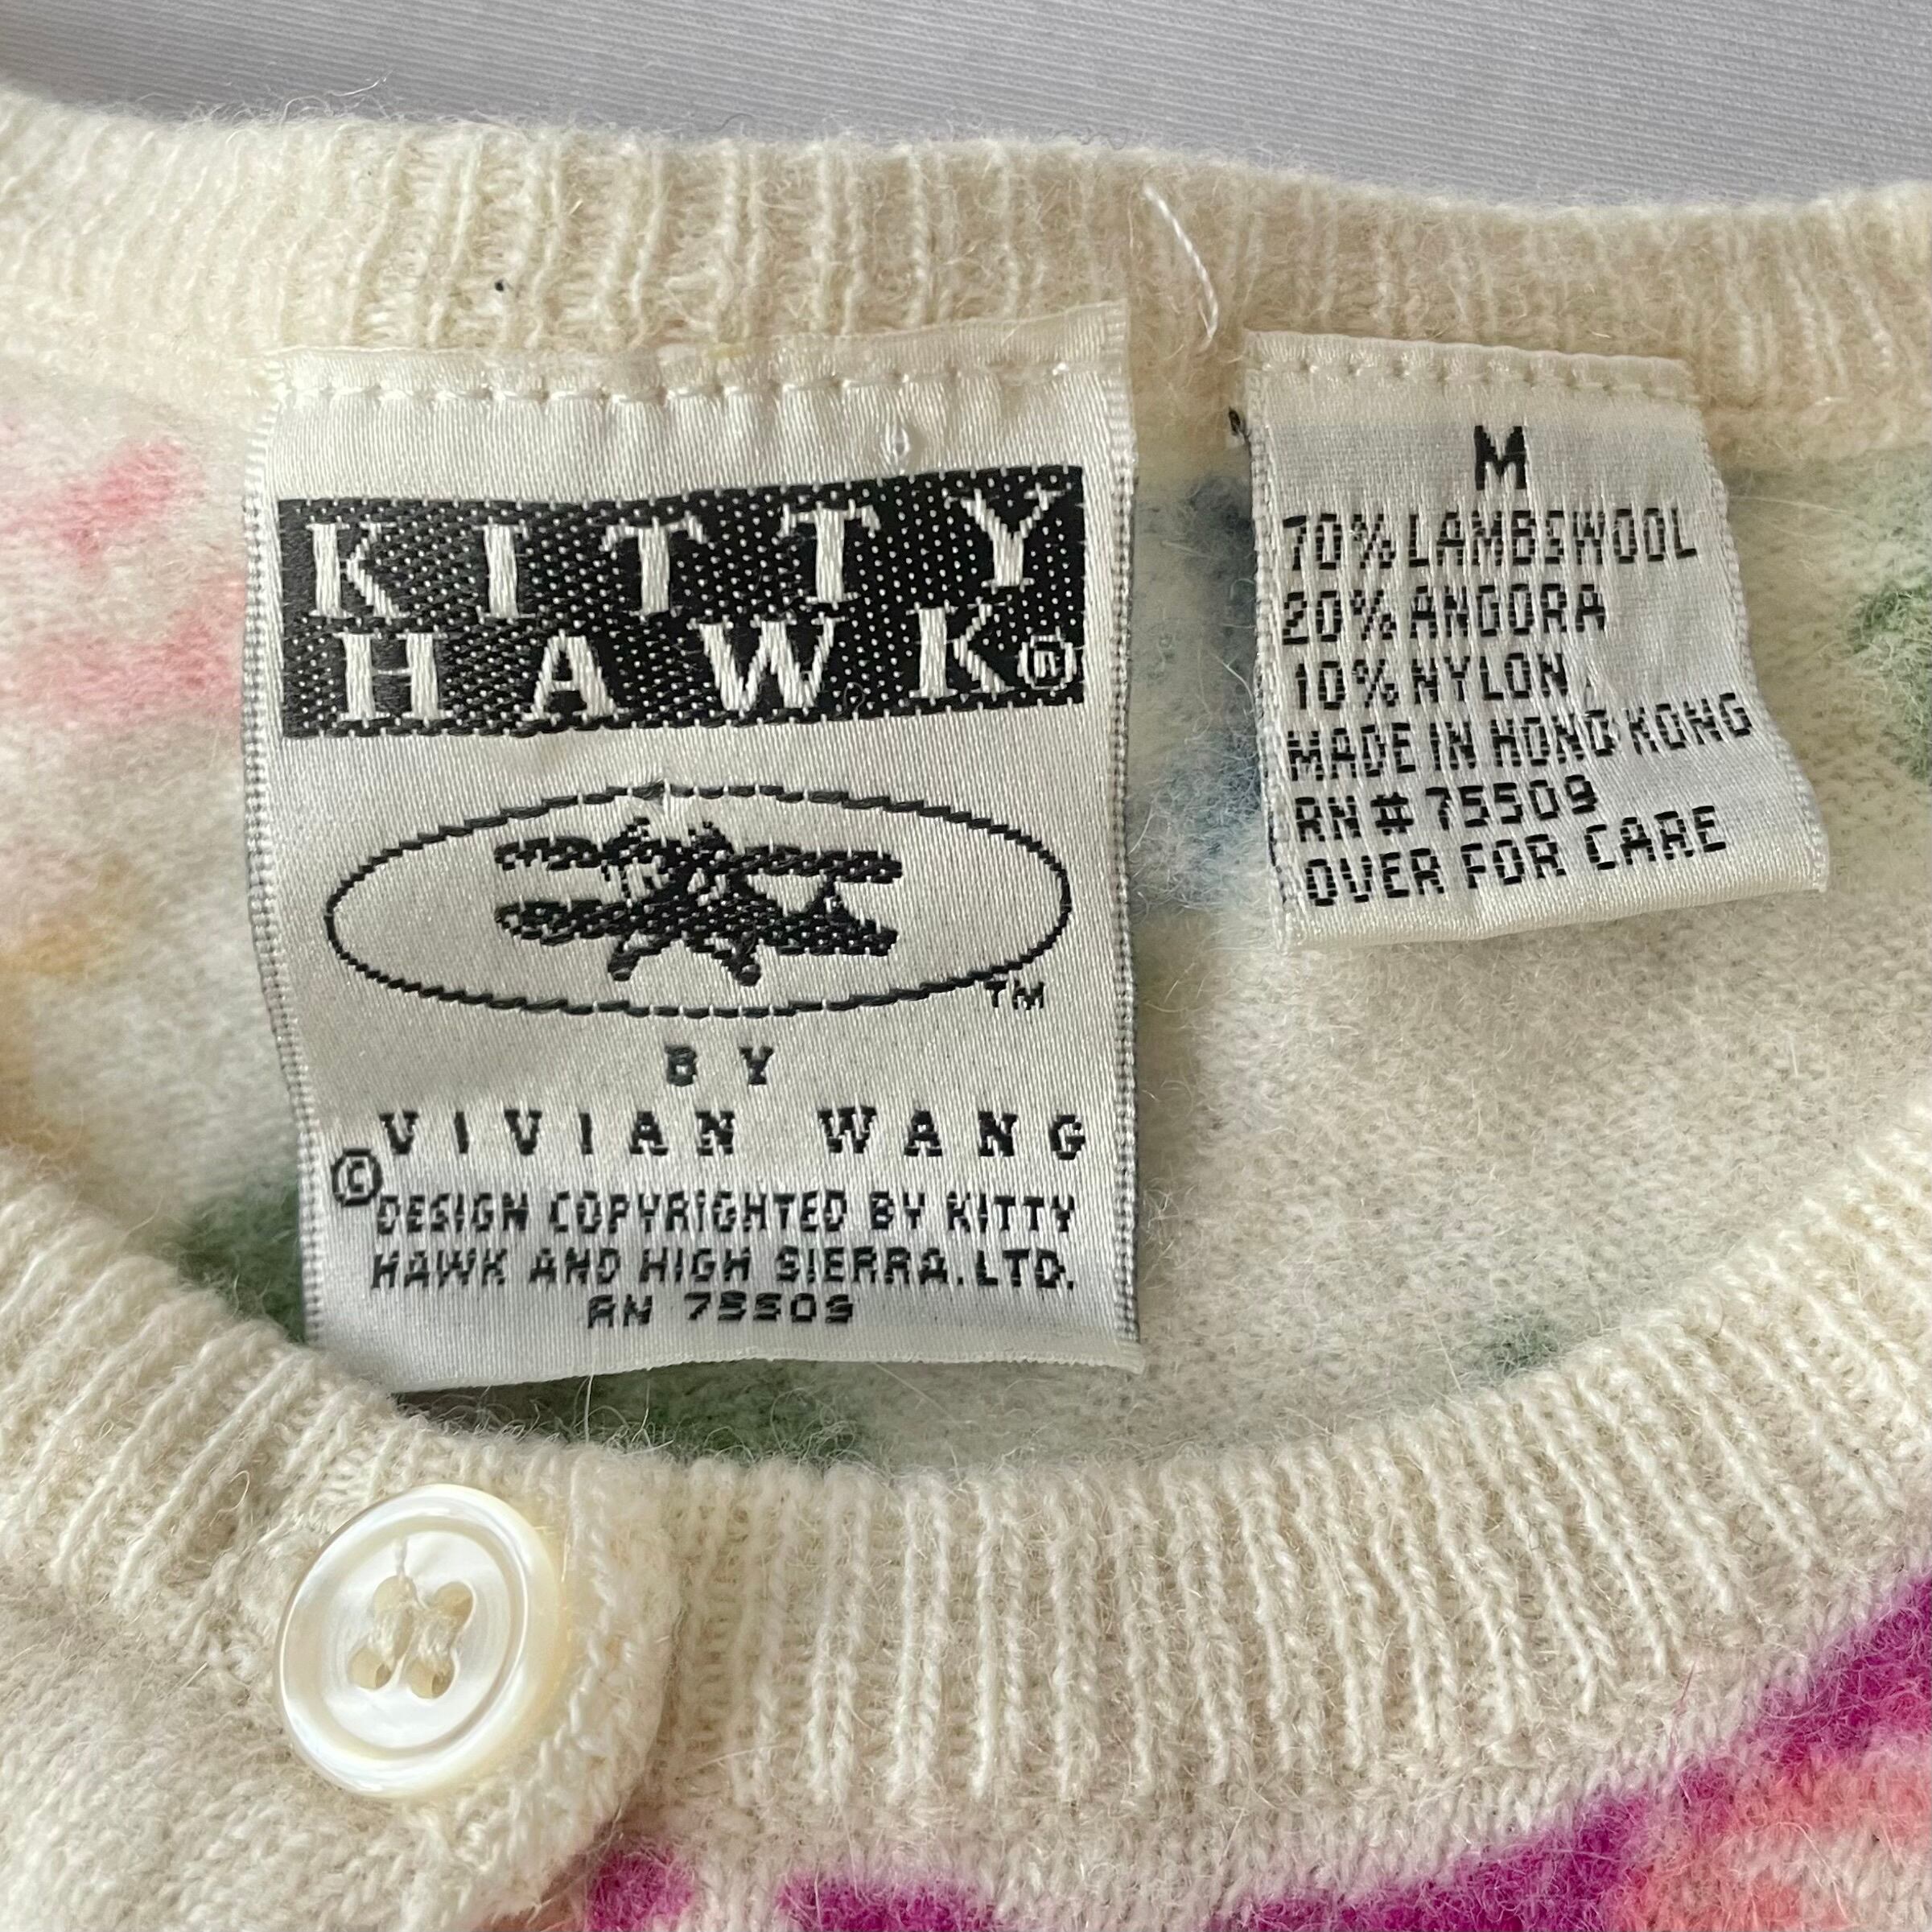 KITTY
HAWK®
TM
BY
VIVIAN WANG
© DESIGN COPYRIGHTED BY KITTY
HAWK AND HIGH SIERRA. LTD.
RN 75509
M
70% LAMBSWOOL
20% ANGORA
10% NYLON
MADE IN HONG KONG
RN # 75509
OVER FOR CARE